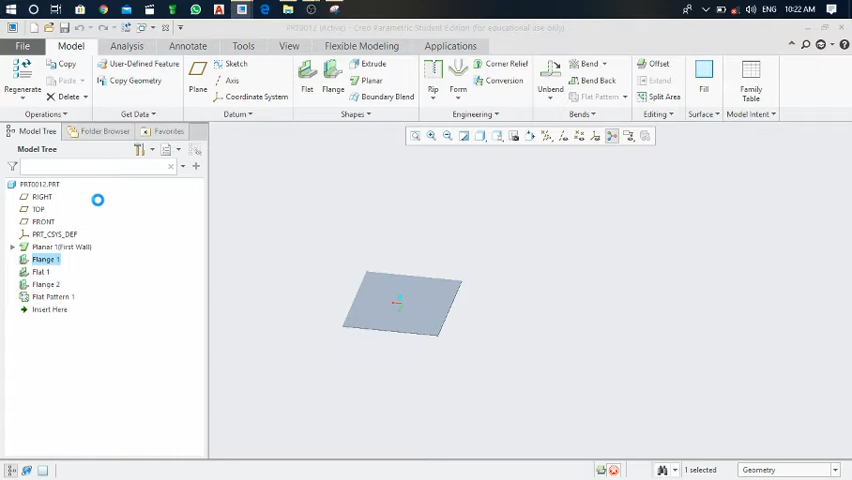 ENG 10:22 AM
PRT0012 (Active) - Creo Parametric Student Edition (for educational use only)
File Model Analysis Annotate Tools View Flexible Modeling Applications
Regenerate Copy Paste Delete
User-Defined Feature Copy Geometry
Plane Sketch Axis Coordinate System
Flat Flange Extrude Planar Boundary Blend
Rip Form Corner Relief Conversion
Unbend Bend Bend Back Flat Pattern
Offset Extend Split Area
Fill
Family Table
Operations Get Data Datum Shapes Engineering Bends Editing Surface Model Intent
Model Tree Folder Browser Favorites
Model Tree
PRT0012.PRT
RIGHT
TOP
FRONT
PRT_CSYS_DEF
Planar 1(First Wall)
Flange 1
Flat 1
Flange 2
Flat Pattern 1
Insert Here
1 selected Geometry